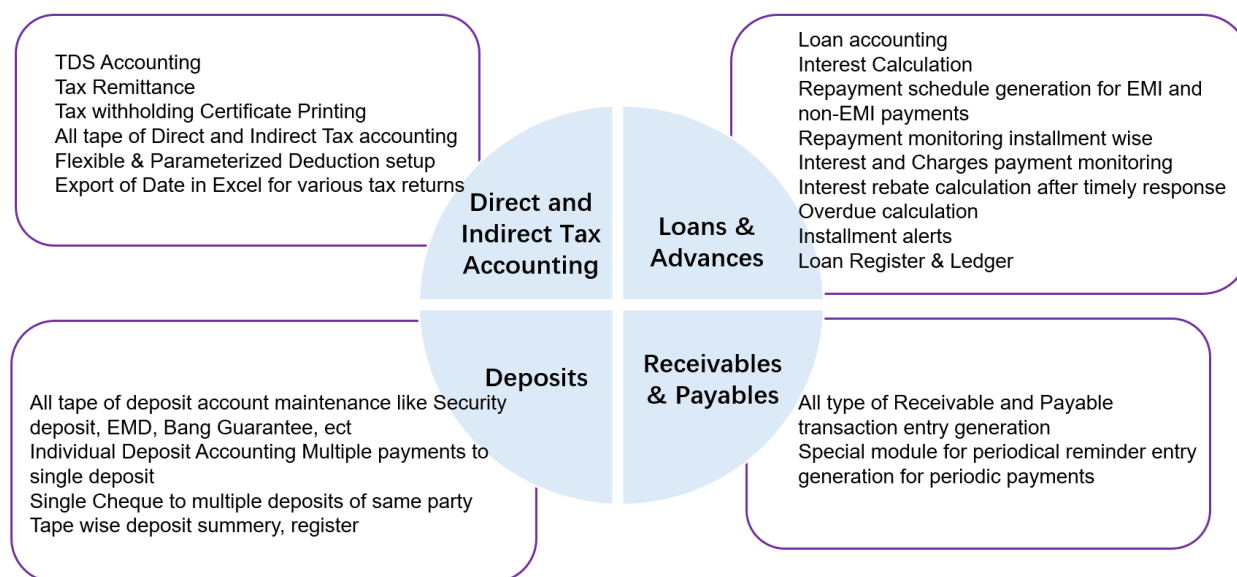 TDS Accounting
Tax Remittance
Tax withholding Certificate Printing
All tape of Direct and Indirect Tax accounting
Flexible & Parameterized Deduction setup
Export of Date in Excel for various tax returns
Direct and
Indirect Tax
Accounting
Loans &
Advances
Loan accounting
Interest Calculation
Repayment schedule generation for EMI and
non-EMI payments
Repayment monitoring installment wise
Interest and Charges payment monitoring
Interest rebate calculation after timely response
Overdue calculation
Installment alerts
Loan Register & Ledger
Deposits
All tape of deposit account maintenance like Security
deposit, EMD, Bang Guarantee, ect
Individual Deposit Accounting Multiple payments to
single deposit
Single Cheque to multiple deposits of same party
Tape wise deposit summery, register
Receivables
& Payables
All type of Receivable and Payable
transaction entry generation
Special module for periodical reminder entry
generation for periodic payments